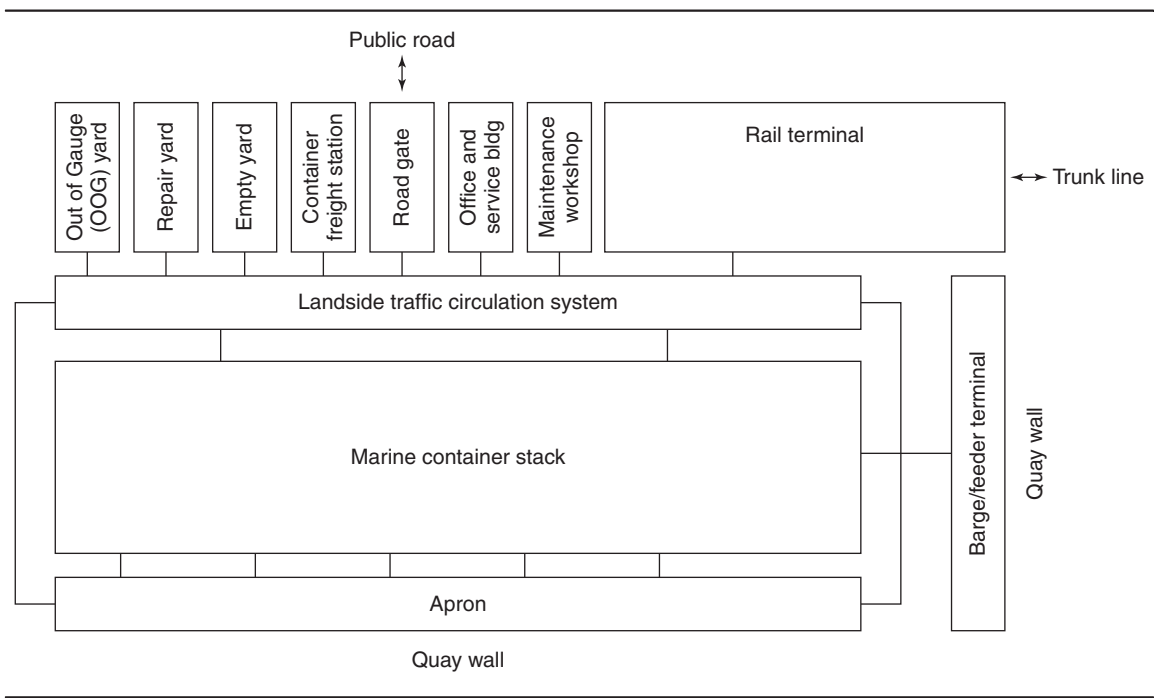 Public road
Out of Gauge
(OOG) yard
Repair yard
Empty yard
Container
freight station
Road gate
Office and
service bldg
Maintenance
workshop
Rail terminal
Trunk line
Landside traffic circulation system
Marine container stack
Barge/feeder terminal
Quay wall
Apron
Quay wall